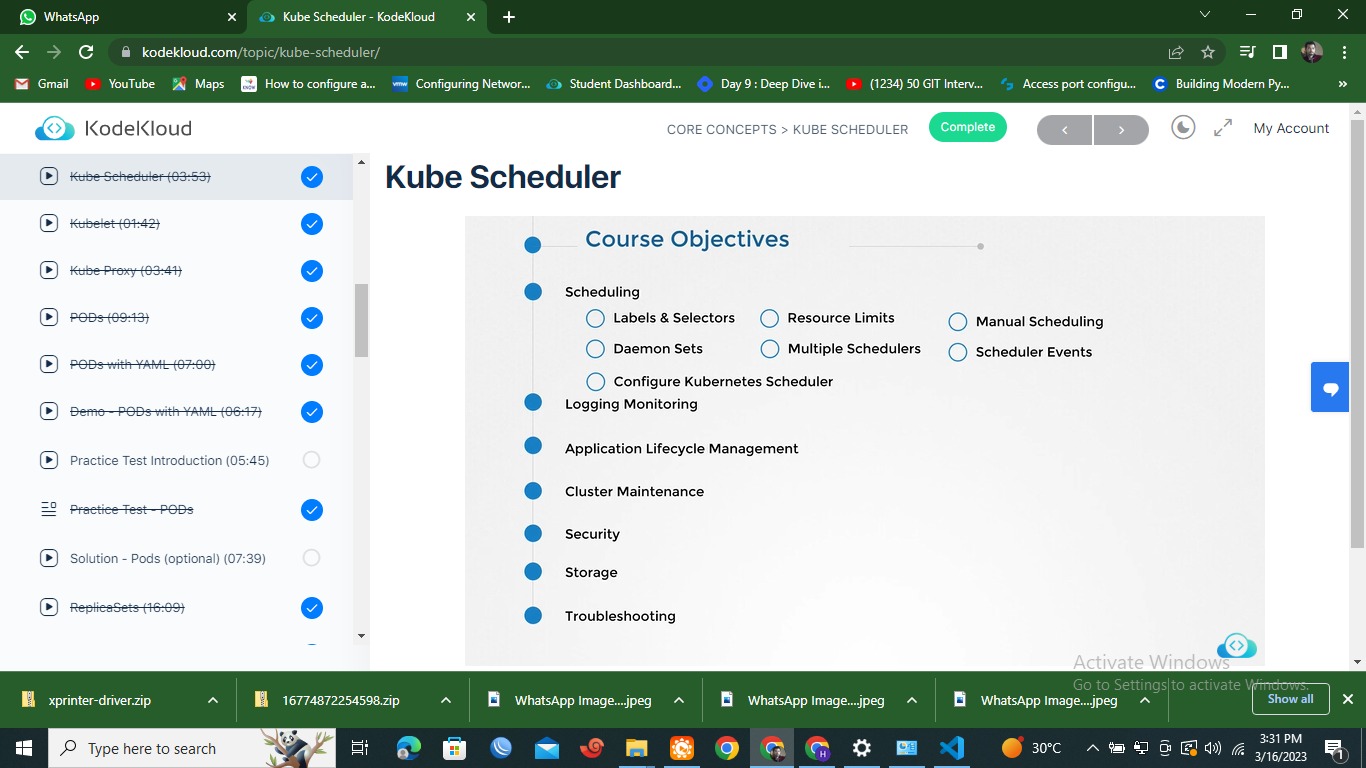 WhatsApp
Kube Scheduler - KodeKloud
kodekloud.com/topic/kube-scheduler/
Gmail
YouTube
Maps
How to configure a...
Configuring Networ...
Student Dashboard...
Day 9 : Deep Dive i...
(1234) 50 GIT Interv...
Access port configu...
Building Modern Py...
KodeKloud
CORE CONCEPTS > KUBE SCHEDULER
Complete
My Account
Kube Scheduler (03:53)
Kubelet (01:42)
Kube Proxy (03:41)
PODs (09:13)
PODs with YAML (07:00)
Demo - PODs with YAML (06:17)
Practice Test Introduction (05:45)
Practice Test - PODs
Solution - Pods (optional) (07:39)
ReplicaSets (16:09)
Kube Scheduler
Course Objectives
Scheduling
Labels & Selectors
Resource Limits
Manual Scheduling
Daemon Sets
Multiple Schedulers
Scheduler Events
Configure Kubernetes Scheduler
Logging Monitoring
Application Lifecycle Management
Cluster Maintenance
Security
Storage
Troubleshooting
Activate Windows
Go to Settings to activate Windows.
xprinter-driver.zip
16774872254598.zip
WhatsApp Image....jpeg
WhatsApp Image....jpeg
WhatsApp Image....jpeg
Show all
Type here to search
30°C
3:31 PM
3/16/2023
1